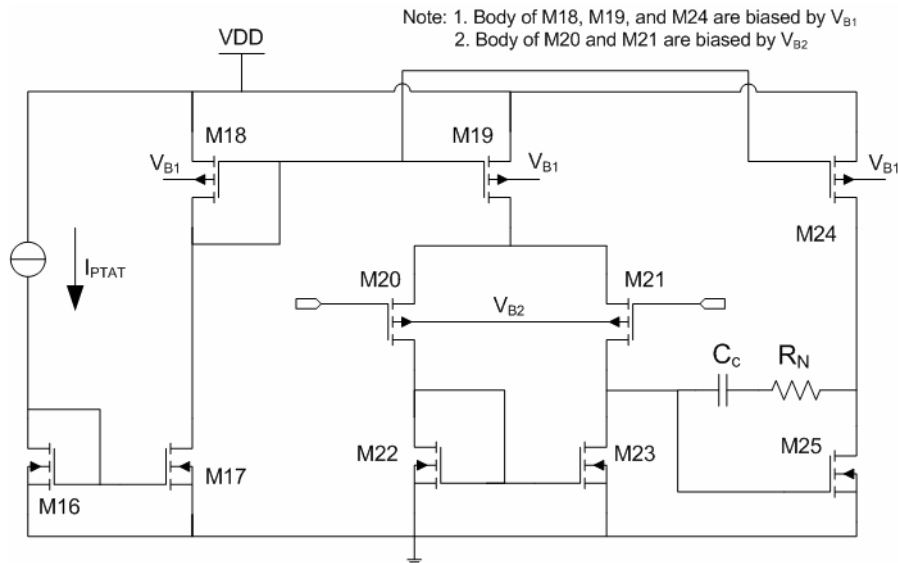 Note: 1. Body of M18, M19, and M24 are biased by VB1
2. Body of M20 and M21 are biased by VB2
VDD
M18
M19
VB1
VB1
VB1
M24
IPTAT
M20
M21
VB2
Cc
RN
M16
M17
M22
M23
M25